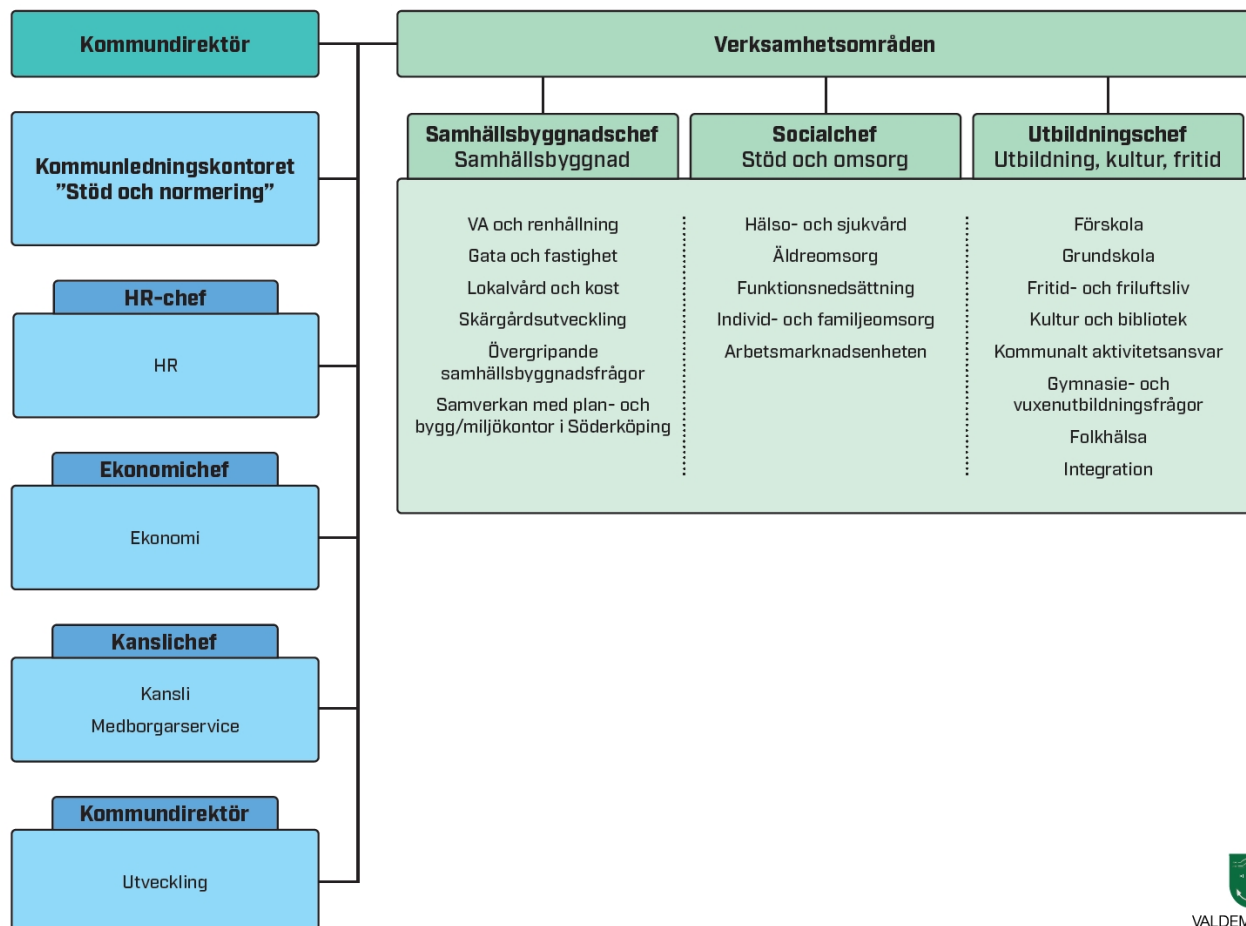 Kommundirektör
Kommunledningskontoret
”Stöd och normering”
HR-chef
HR
Ekonomichef
Ekonomi
Kanslichef
Kansli
Medborgarservice
Kommundirektör
Utveckling
Verksamhetsområden
Samhällsbyggnadschef
Samhällsbyggnad
VA och renhållning
Gata och fastighet
Lokalvård och kost
Skärgårdsutveckling
Övergripande
samhällsbyggnadsfrågor
Samverkan med plan- och
bygg/miljökontor i Söderköping
Socialchef
Stöd och omsorg
Hälso- och sjukvård
Äldreomsorg
Funktionsnedsättning
Individ- och familjeomsorg
Arbetsmarknadsenheten
Utbildningschef
Utbildning, kultur, fritid
Förskola
Grundskola
Fritid- och friluftsliv
Kultur och bibliotek
Kommunalt aktivitetsansvar
Gymnasie- och
vuxenutbildningsfrågor
Folkhälsa
Integration